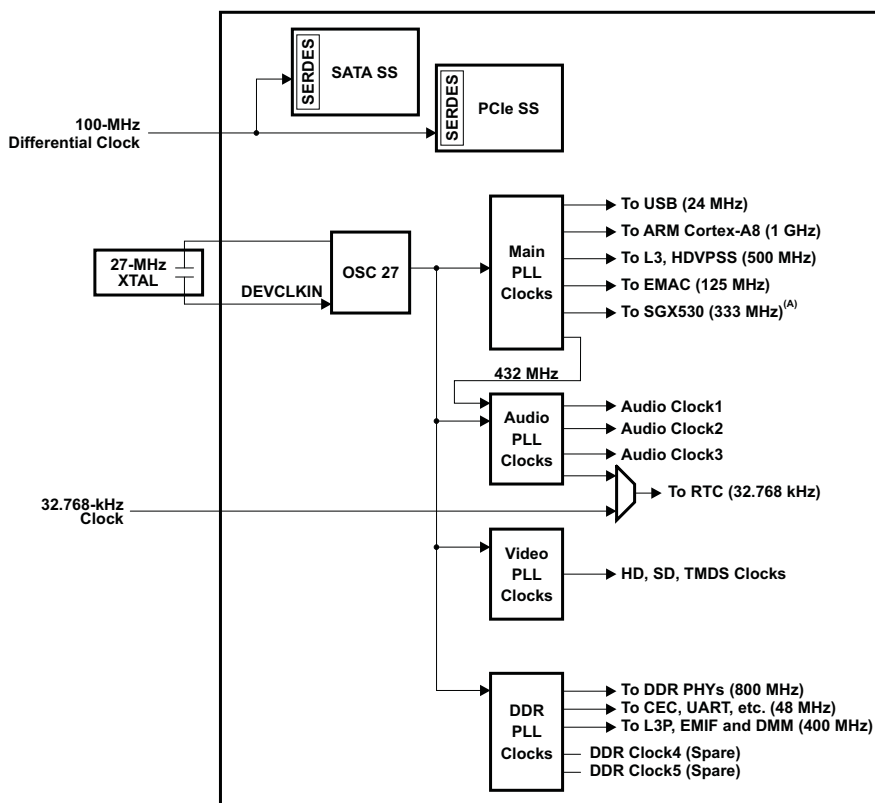 SERDES
SATA SS
SERDES
PCIe SS
100-MHz
Differential Clock
27-MHz
XTAL
DEVCLKIN
OSC 27
Main
PLL
Clocks
To USB (24 MHz)
To ARM Cortex-A8 (1 GHz)
To L3, HDVPSS (500 MHz)
To EMAC (125 MHz)
To SGX530 (333 MHz)(A)
432 MHz
Audio
PLL
Clocks
Audio Clock1
Audio Clock2
Audio Clock3
To RTC (32.768 kHz)
32.768-kHz
Clock
Video
PLL
Clocks
HD, SD, TMDS Clocks
DDR
PLL
Clocks
To DDR PHYs (800 MHz)
To CEC, UART, etc. (48 MHz)
To L3P, EMIF and DMM (400 MHz)
DDR Clock4 (Spare)
DDR Clock5 (Spare)